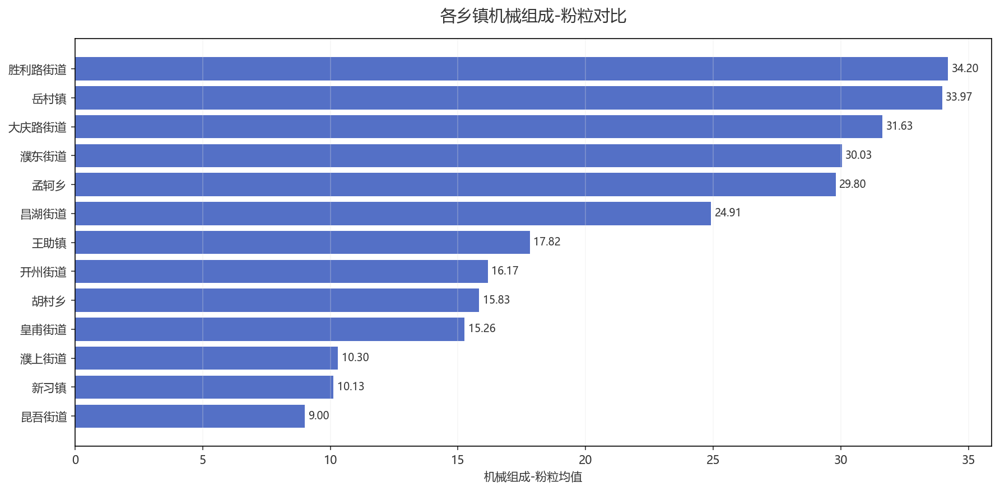 各乡镇机械组成-粉粒对比
胜利路街道 34.20
岳村镇 33.97
大庆路街道 31.63
濮东街道 30.03
孟轲乡 29.80
昌湖街道 24.91
王助镇 17.82
开州街道 16.17
胡村乡 15.83
皇甫街道 15.26
濮上街道 10.30
新习镇 10.13
昆吾街道 9.00
0 5 10 15 20 25 30 35
机械组成-粉粒均值